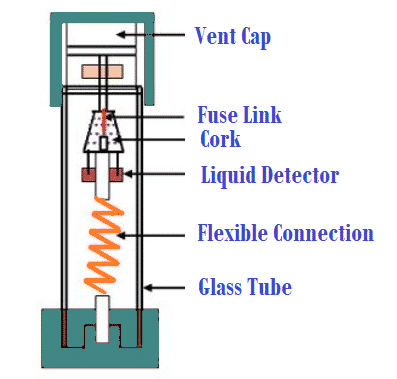 Vent Cap
Fuse Link
Cork
Liquid Detector
Flexible Connection
Glass Tube